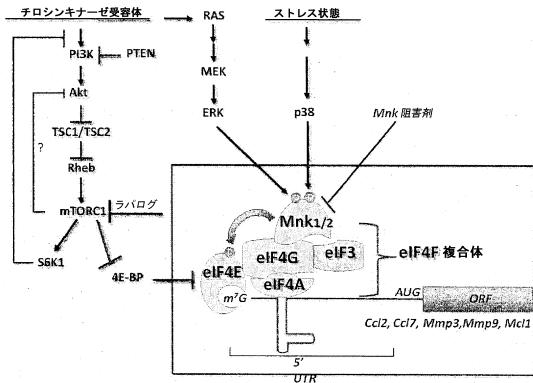 チロシンキナーゼ受容体
RAS
ストレス状態
PI3K
PTEN
MEK
Akt
ERK
p38
Mnk 阻害剤
TSC1/TSC2
?
Rheb
mTORC1
ラパログ
Mnk1/2
S6K1
4E-BP
eIF4E
eIF4G
eIF3
eIF4F 複合体
eIF4A
m⁷G
AUG
ORF
Ccl2, Ccl7, Mmp3,Mmp9, Mcl1
5'
UTR